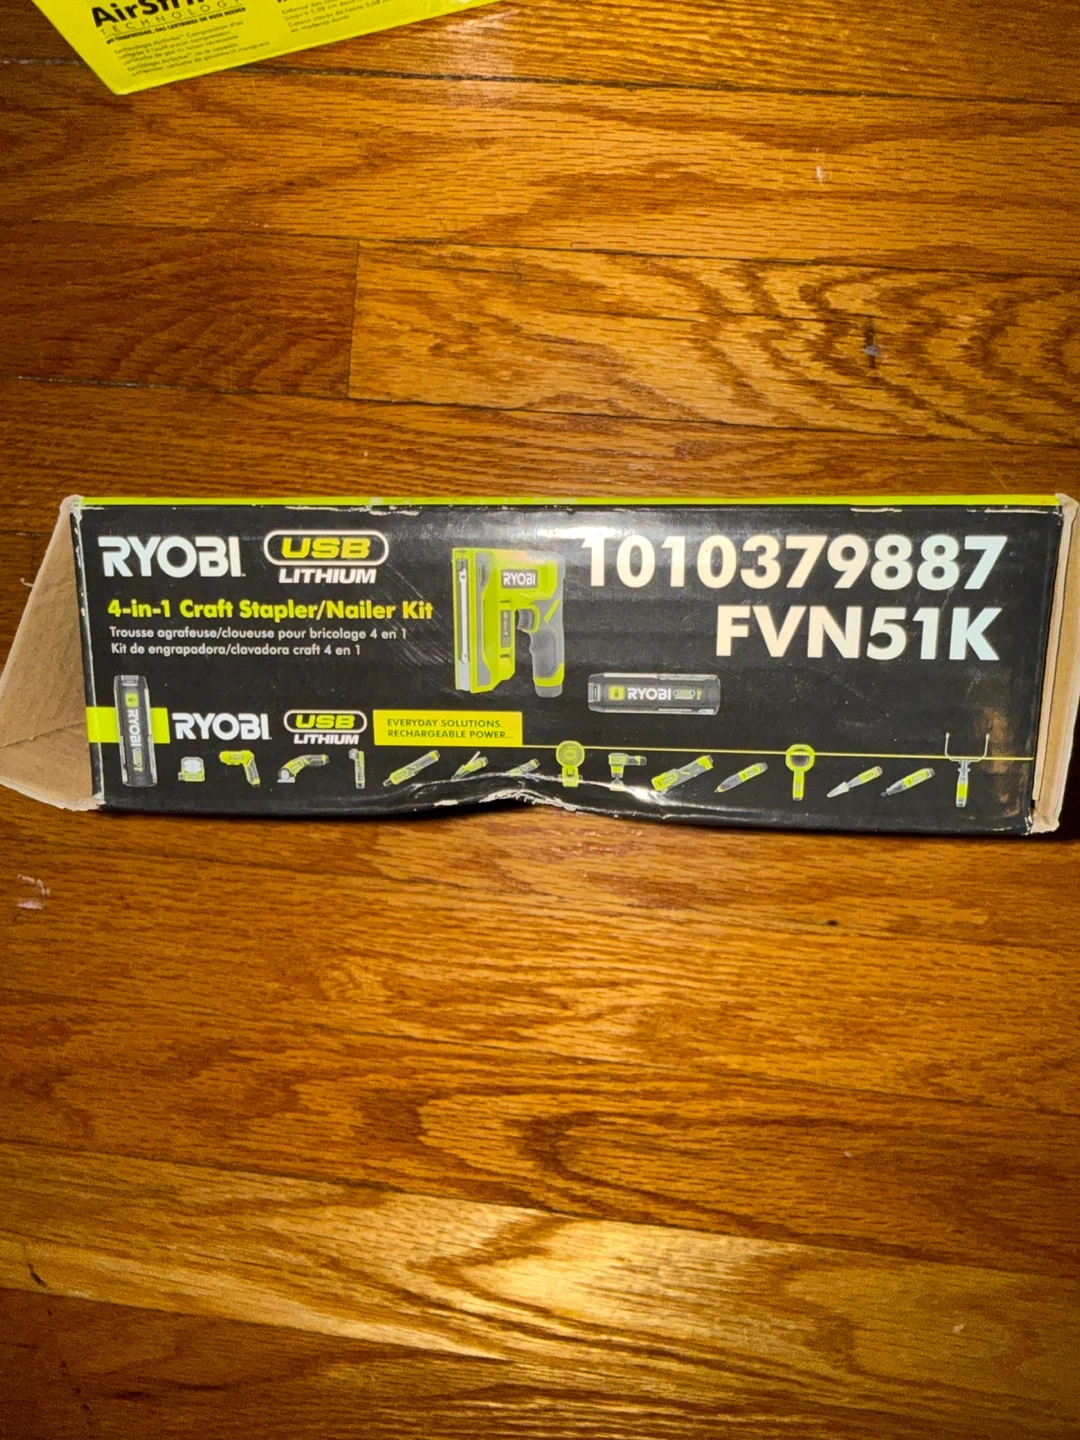 AirStri
TECHNOLOGY
RYOBI
USB
LITHIUM
4-in-1 Craft Stapler/Nailer Kit
Trousse agrafeuse/cloueuse pour bricolage 4 en 1
Kit de engrapadora/clavadora craft 4 en 1
RYOBI
1010379887
FVN51K
RYOBI
RYOBI
RYOBI
USB
LITHIUM
EVERYDAY SOLUTIONS.
RECHARGEABLE POWER...